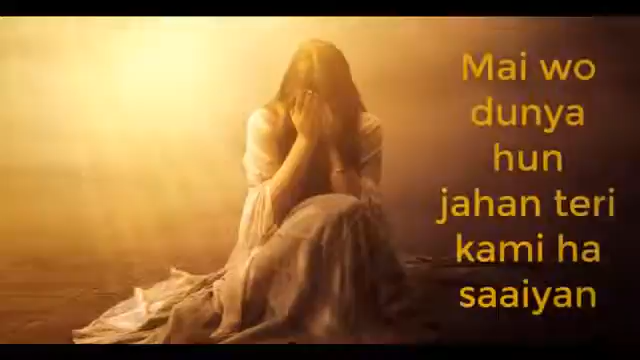 Mai wo
dunya
hun
jahan teri
kami ha
saaiyan